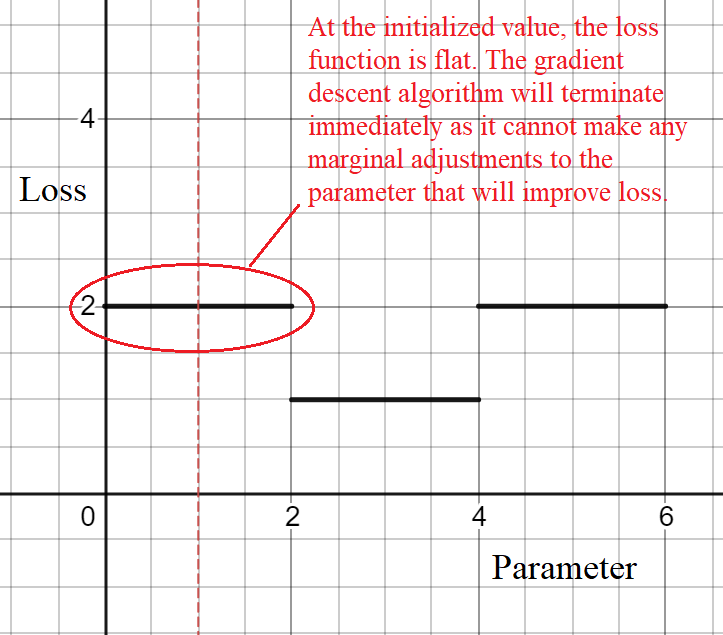 At the initialized value, the loss
function is flat. The gradient
descent algorithm will terminate
immediately as it cannot make any
marginal adjustments to the
parameter that will improve loss.
4
Loss
2
0
2
4
6
Parameter